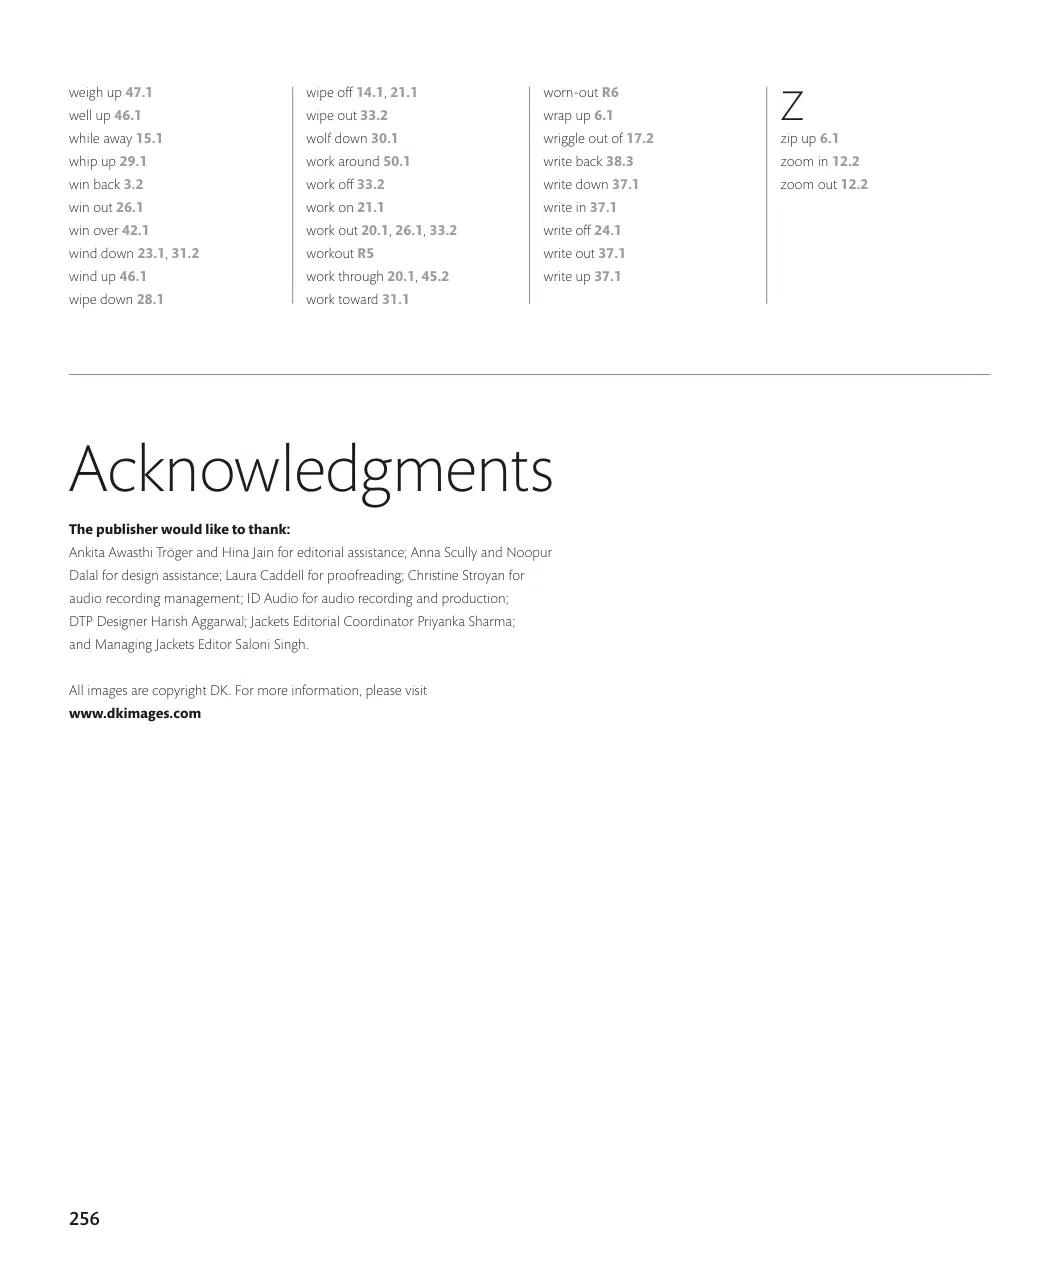 weigh up 47.1
well up 46.1
while away 15.1
whip up 29.1
win back 3.2
win out 26.1
win over 42.1
wind down 23.1, 31.2
wind up 46.1
wipe down 28.1
wipe off 14.1, 21.1
wipe out 33.2
wolf down 30.1
work around 50.1
work off 33.2
work on 21.1
work out 20.1, 26.1, 33.2
workout R5
work through 20.1, 45.2
work toward 31.1
worn-out R6
wrap up 6.1
wriggle out of 17.2
write back 38.3
write down 37.1
write in 37.1
write off 24.1
write out 37.1
write up 37.1
Z
zip up 6.1
zoom in 12.2
zoom out 12.2
Acknowledgments
The publisher would like to thank:
Ankita Awasthi Tröger and Hina Jain for editorial assistance; Anna Scully and Noopur
Dalal for design assistance; Laura Caddell for proofreading; Christine Stroyan for
audio recording management; ID Audio for audio recording and production;
DTP Designer Harish Aggarwal; Jackets Editorial Coordinator Priyanka Sharma;
and Managing Jackets Editor Saloni Singh.
All images are copyright DK. For more information, please visit
www.dkimages.com
256